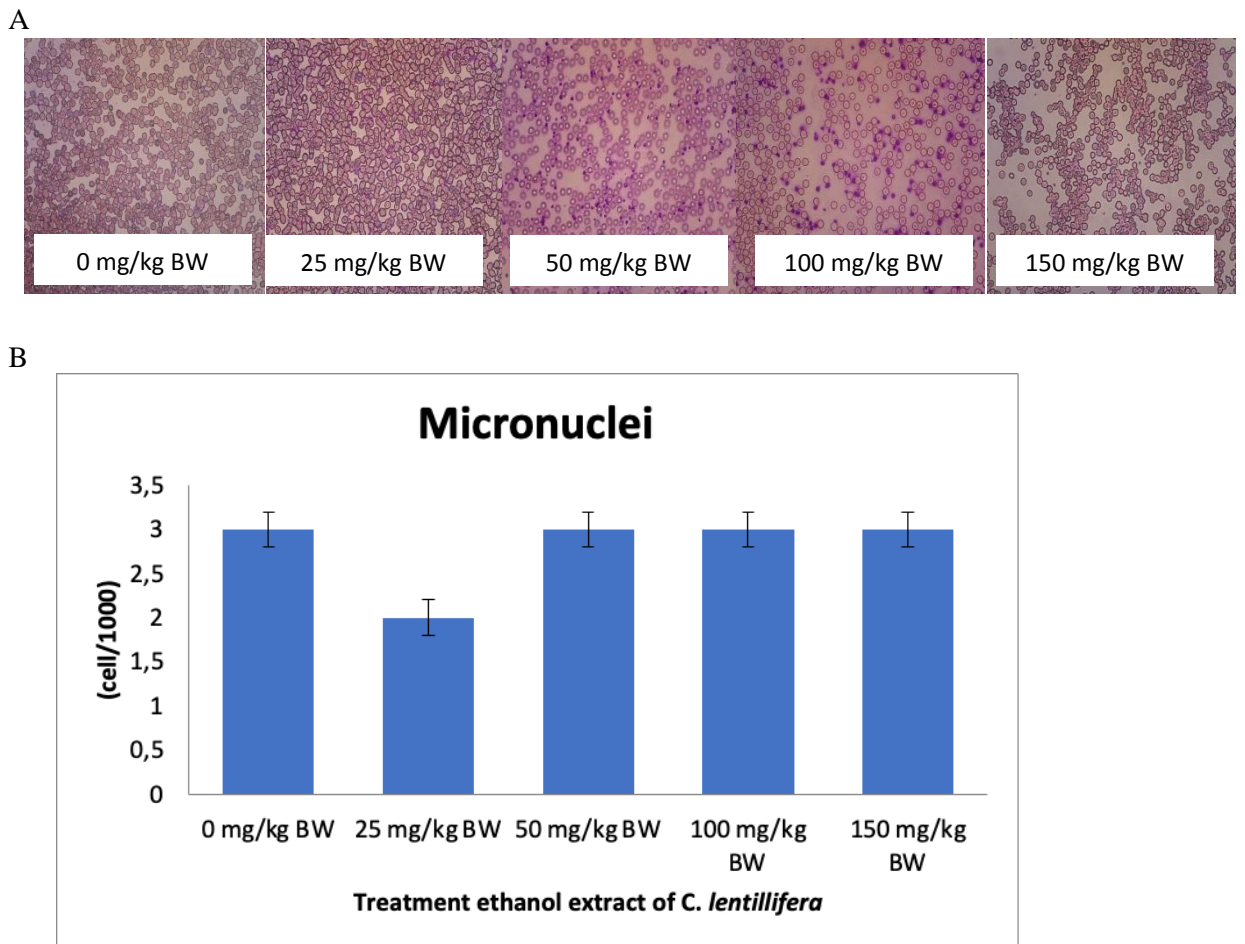 A
0 mg/kg BW
25 mg/kg BW
50 mg/kg BW
100 mg/kg BW
150 mg/kg BW
B
Micronuclei
3,5
3
2,5
2
1,5
1
0,5
0
(cell/1000)
0 mg/kg BW
25 mg/kg BW
50 mg/kg BW
100 mg/kg
BW
150 mg/kg
BW
Treatment ethanol extract of C. lentillifera